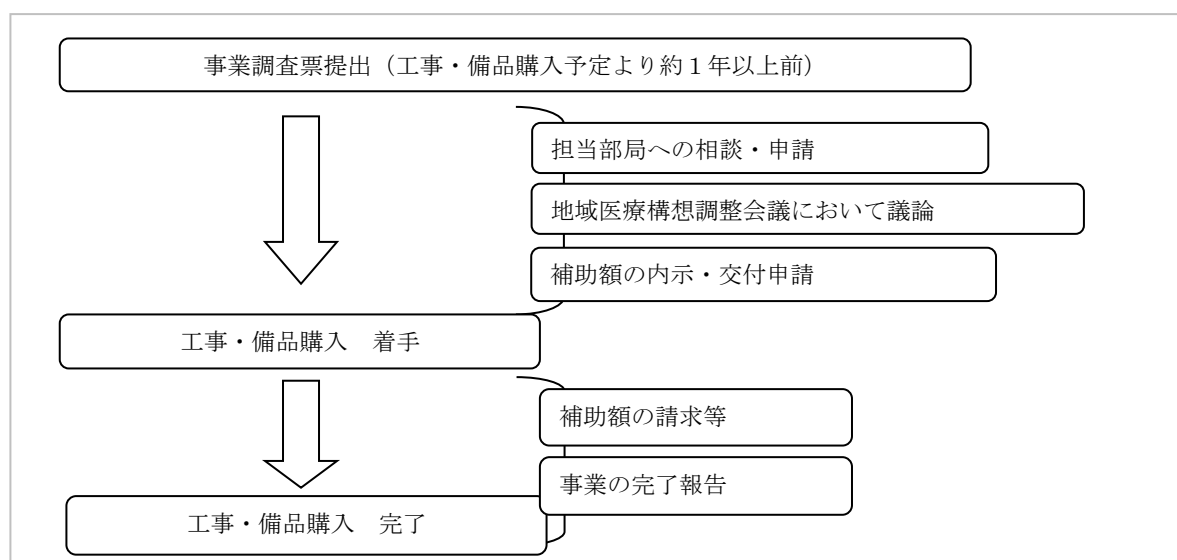 事業調査票提出（工事・備品購入予定より約１年以上前）
担当部局への相談・申請
地域医療構想調整会議において議論
補助額の内示・交付申請
工事・備品購入　着手
補助額の請求等
事業の完了報告
工事・備品購入　完了